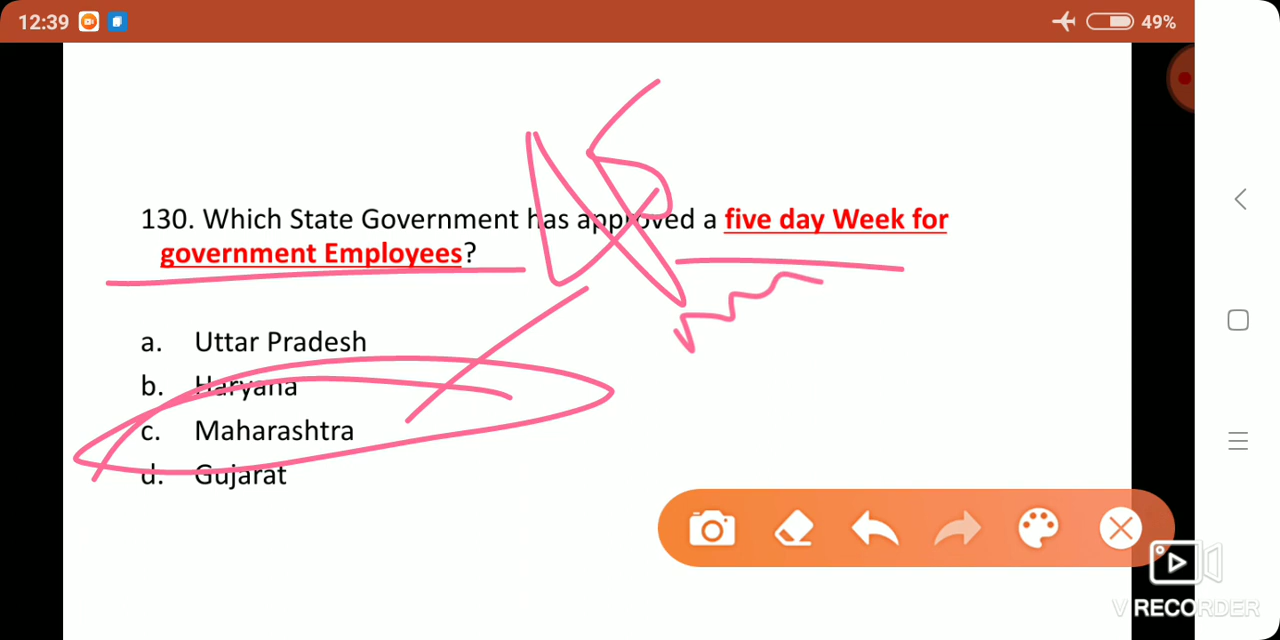 12:39
49%
130. Which State Government has approved a five day Week for
government Employees?
a. Uttar Pradesh
b. Haryana
c. Maharashtra
d. Gujarat
V RECORDER